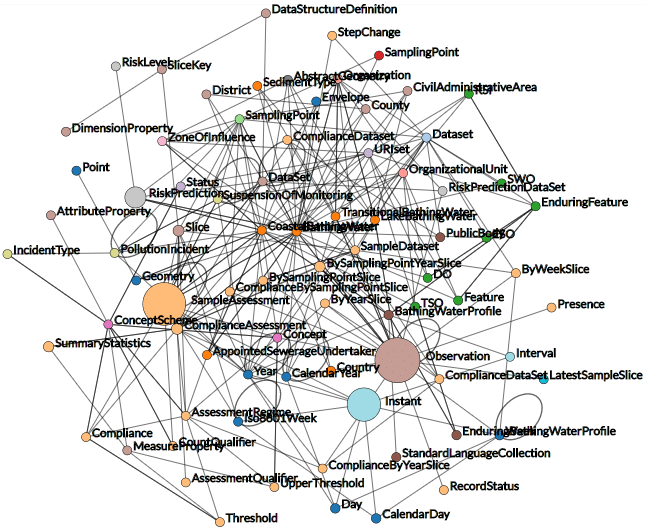 DataStructureDefinition
StepChange
SamplingPoint
RiskLevel
SliceKey
Organization
SedimentType
CivilAdministrativeArea
District
Envelope
County
SamplingPoint
DimensionProperty
ZoneOfInfluence
ComplianceDataset
Dataset
URIset
Point
DataSet
OrganizationalUnit
Status
SWO
RiskPrediction
SuspensionOfMonitoring
RiskPredictionDataSet
EnduringFeature
AttributeProperty
TransitionalBathingWater
LakeBathingWater
Slice
PublicBody
IncidentType
PollutionIncident
SampleDataset
BySamplingPointYearSlice
ByWeekSlice
Geometry
BySamplingPointSlice
DO
ComplianceBySamplingPointSlice
SampleAssessment
ByYearSlice
TSO
Feature
Presence
BathingWaterProfile
ConceptScheme
ComplianceAssessment
Concept
SummaryStatistics
AppointedSewerageUndertaker
Observation
Interval
Year
CalendarYear
Country
ComplianceDataSet
LatestSampleSlice
Instant
AssessmentRegime
Iso8601Week
Compliance
CountQualifier
MeasureProperty
StandardLanguageCollection
ComplianceByYearSlice
AssessmentQualifier
UpperThreshold
RecordStatus
Threshold
Day
CalendarDay